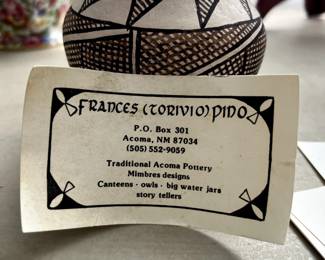 FRANCES (TORIVIO) PINO
P.O. Box 301
Acoma, NM 87034
(505) 552-9059
Traditional Acoma Pottery
Mimbres designs
Canteens · owls · big water jars
story tellers